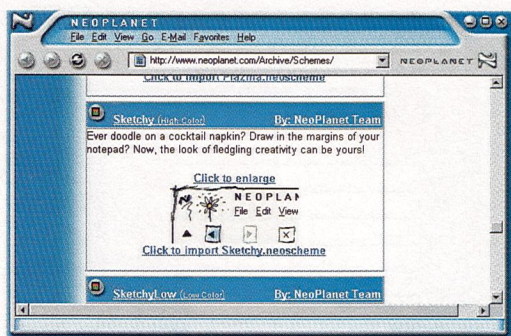 NEOPLANET
File Edit View Go E-Mail Favorites Help
http://www.neoplanet.com/Archive/Schemes/ NEOPLANET
Click to import Plazma.neoscheme
Sketchy (High Color) By: NeoPlanet Team
Ever doodle on a cocktail napkin? Draw in the margins of your
notepad? Now, the look of fledgling creativity can be yours!
Click to enlarge
NEOPLAN
File Edit View
Click to import Sketchy.neoscheme
SketchyLow (Low Color) By: NeoPlanet Team